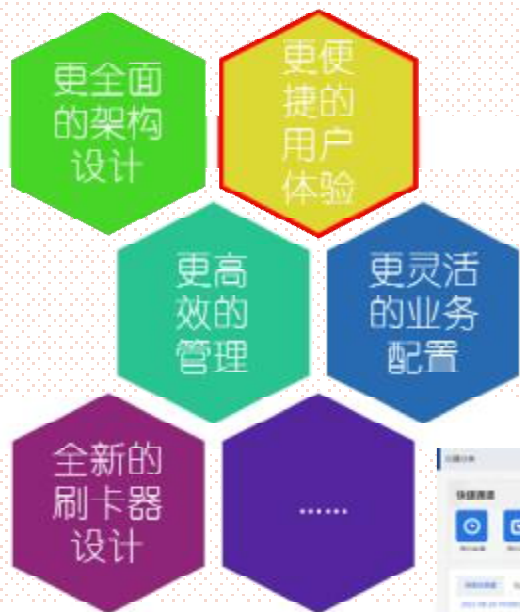 更全面
的架构
设计
更便
捷的
用户
体验
更高
效的
管理
更灵活
的业务
配置
全新的
刷卡器
设计
……
快捷通道